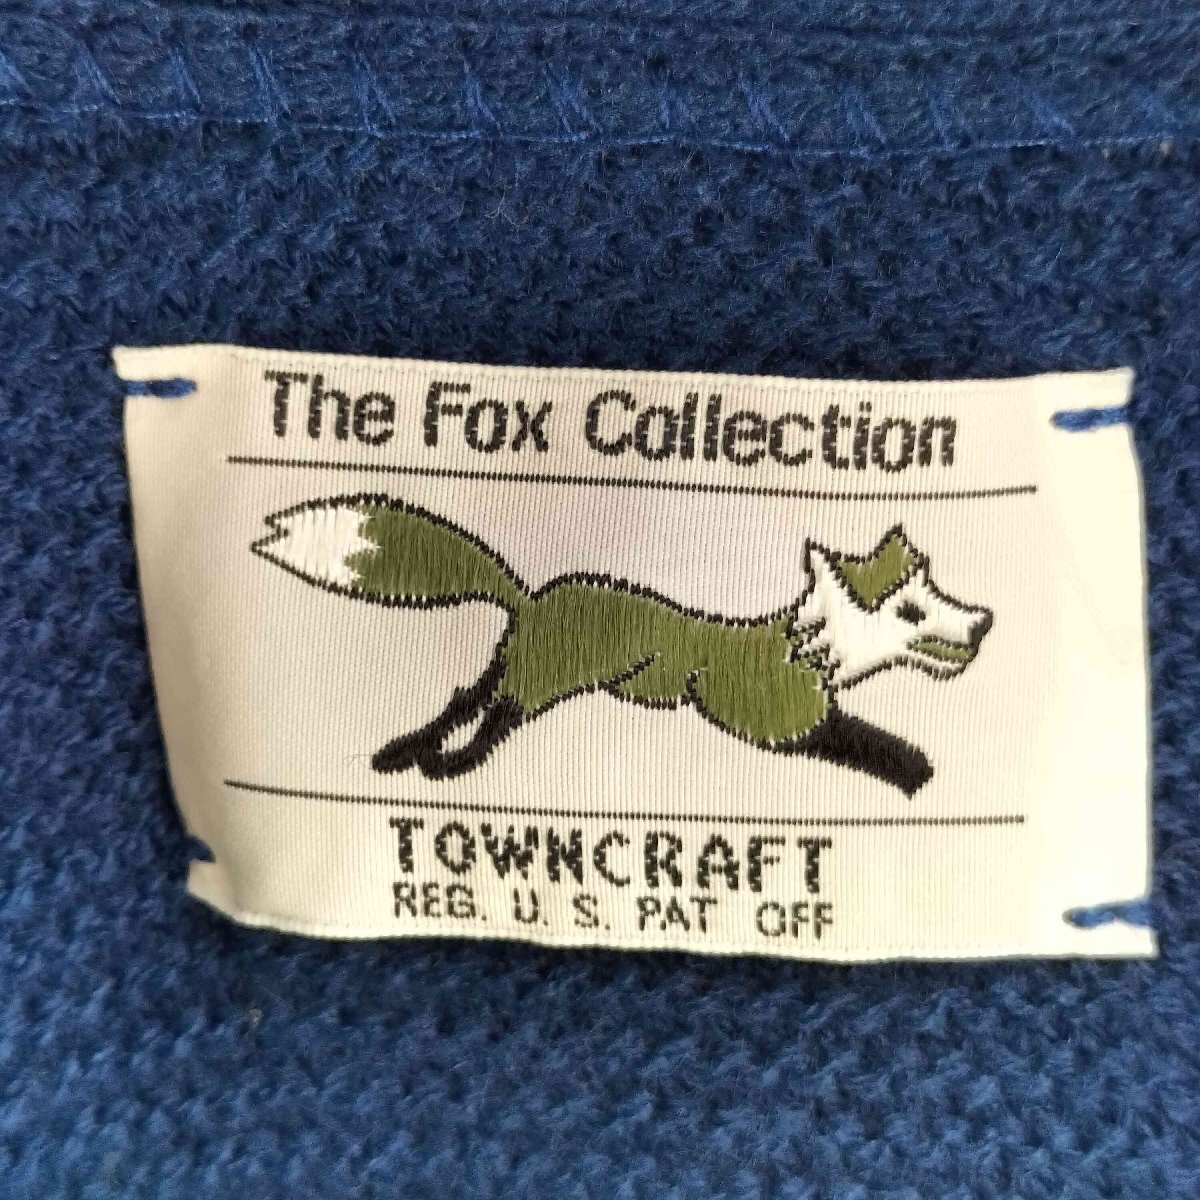 The Fox Collection
TOWNCRAFT
REG. U. S. PAT OFF